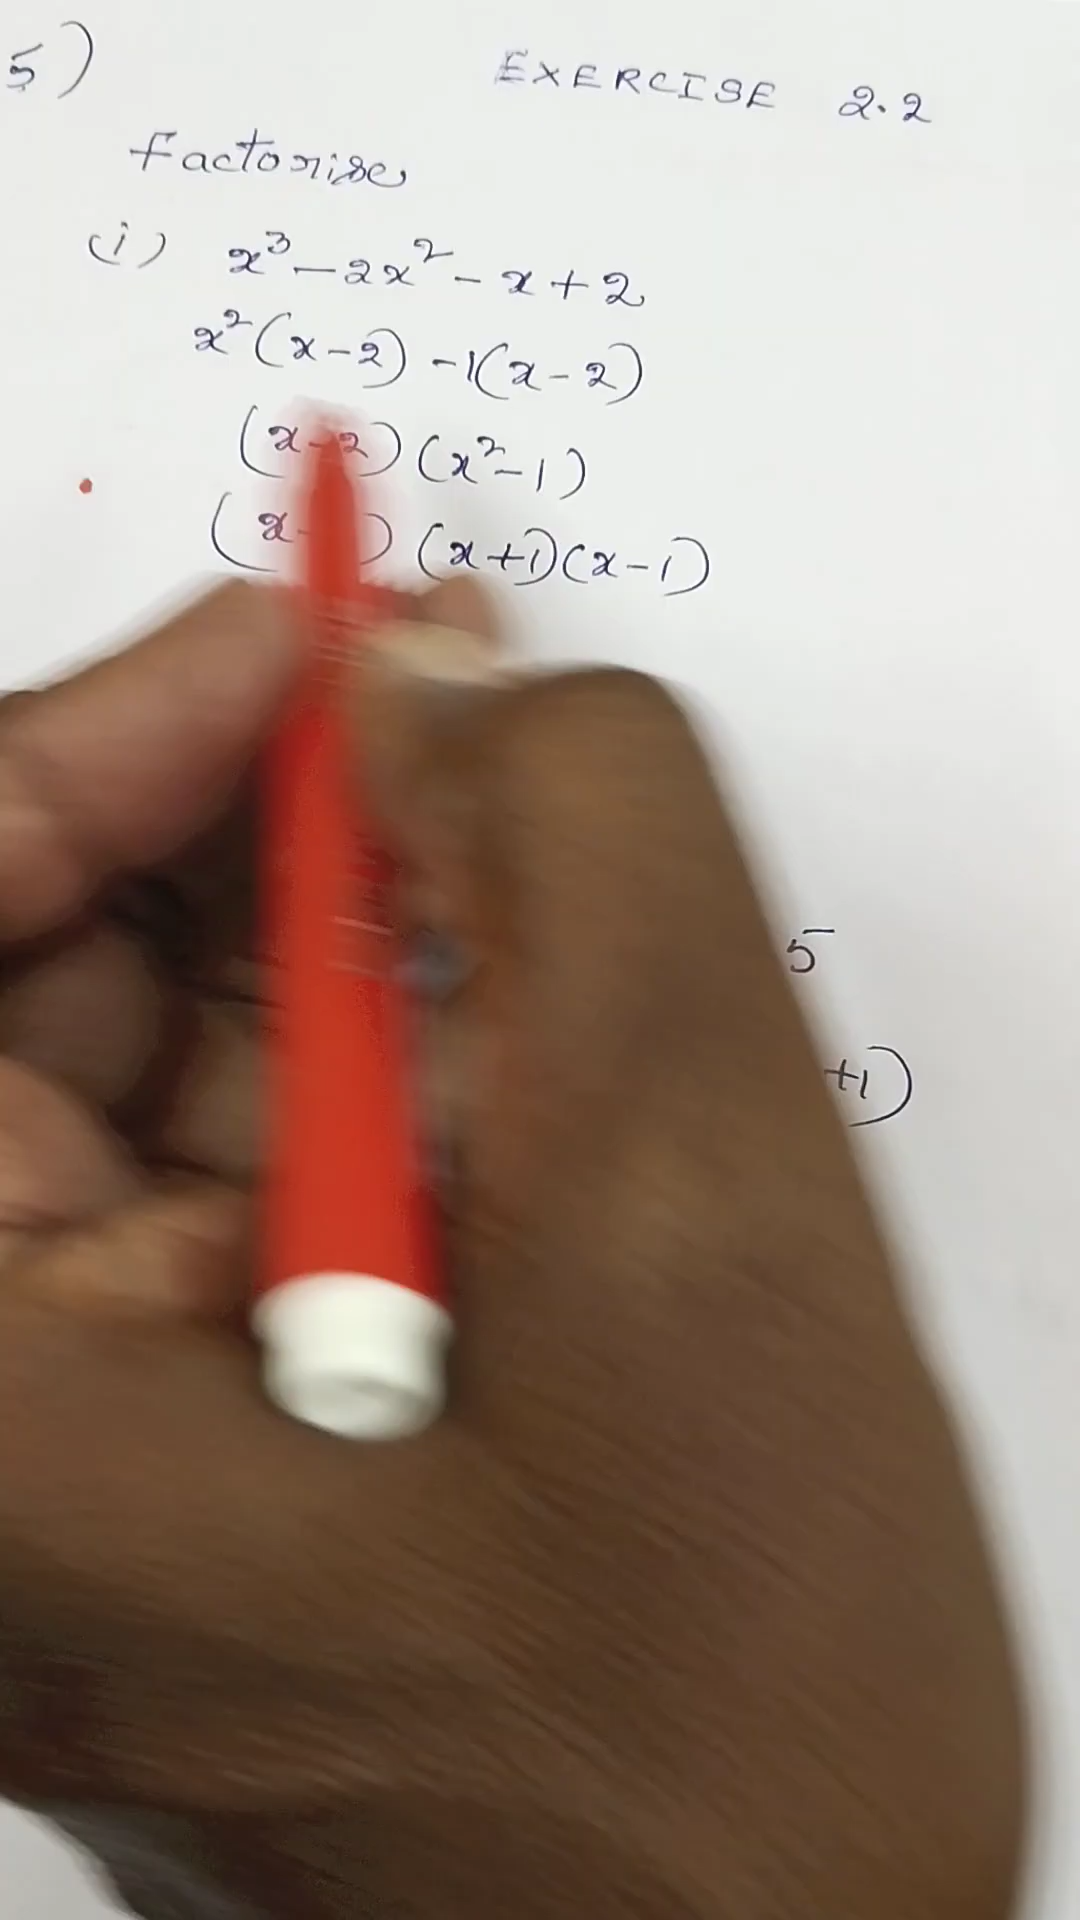 5) EXERCISE 2.2
Factorise
(i) x³ - 2x² - x + 2
x²(x-2) -1(x-2)
(x-2) (x²-1)
(x- ) (x+1)(x-1)
5
+1)